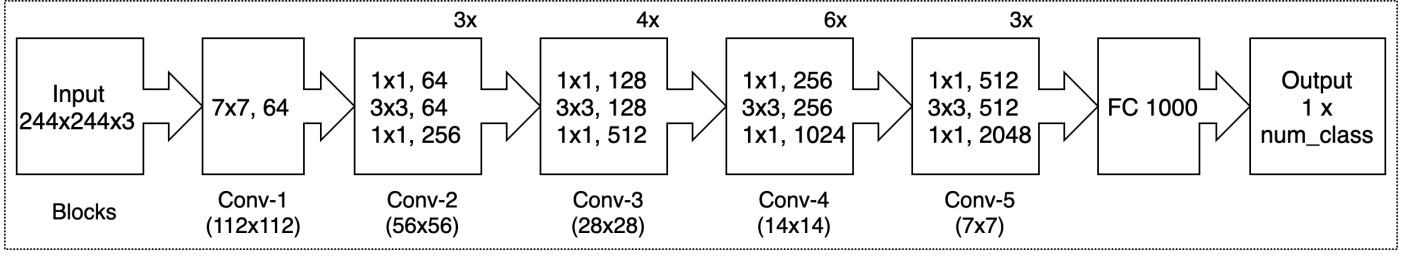 3x
4x
6x
3x
Input
244x244x3
7x7, 64
1x1, 64
3x3, 64
1x1, 256
1x1, 128
3x3, 128
1x1, 512
1x1, 256
3x3, 256
1x1, 1024
1x1, 512
3x3, 512
1x1, 2048
FC 1000
Output
1 x
num_class
Blocks
Conv-1
(112x112)
Conv-2
(56x56)
Conv-3
(28x28)
Conv-4
(14x14)
Conv-5
(7x7)